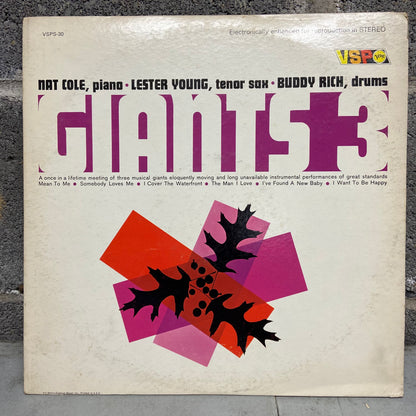 VSPS-30
Electronically enhanced for reproduction in STEREO
VSP
NAT COLE, piano • LESTER YOUNG, tenor sax • BUDDY RICH, drums
GIANTS 3
A once in a lifetime meeting of three musical giants eloquently moving and long unavailable instrumental performances of great standards
Mean To Me • Somebody Loves Me • I Cover The Waterfront • The Man I Love • I've Found A New Baby • I Want To Be Happy